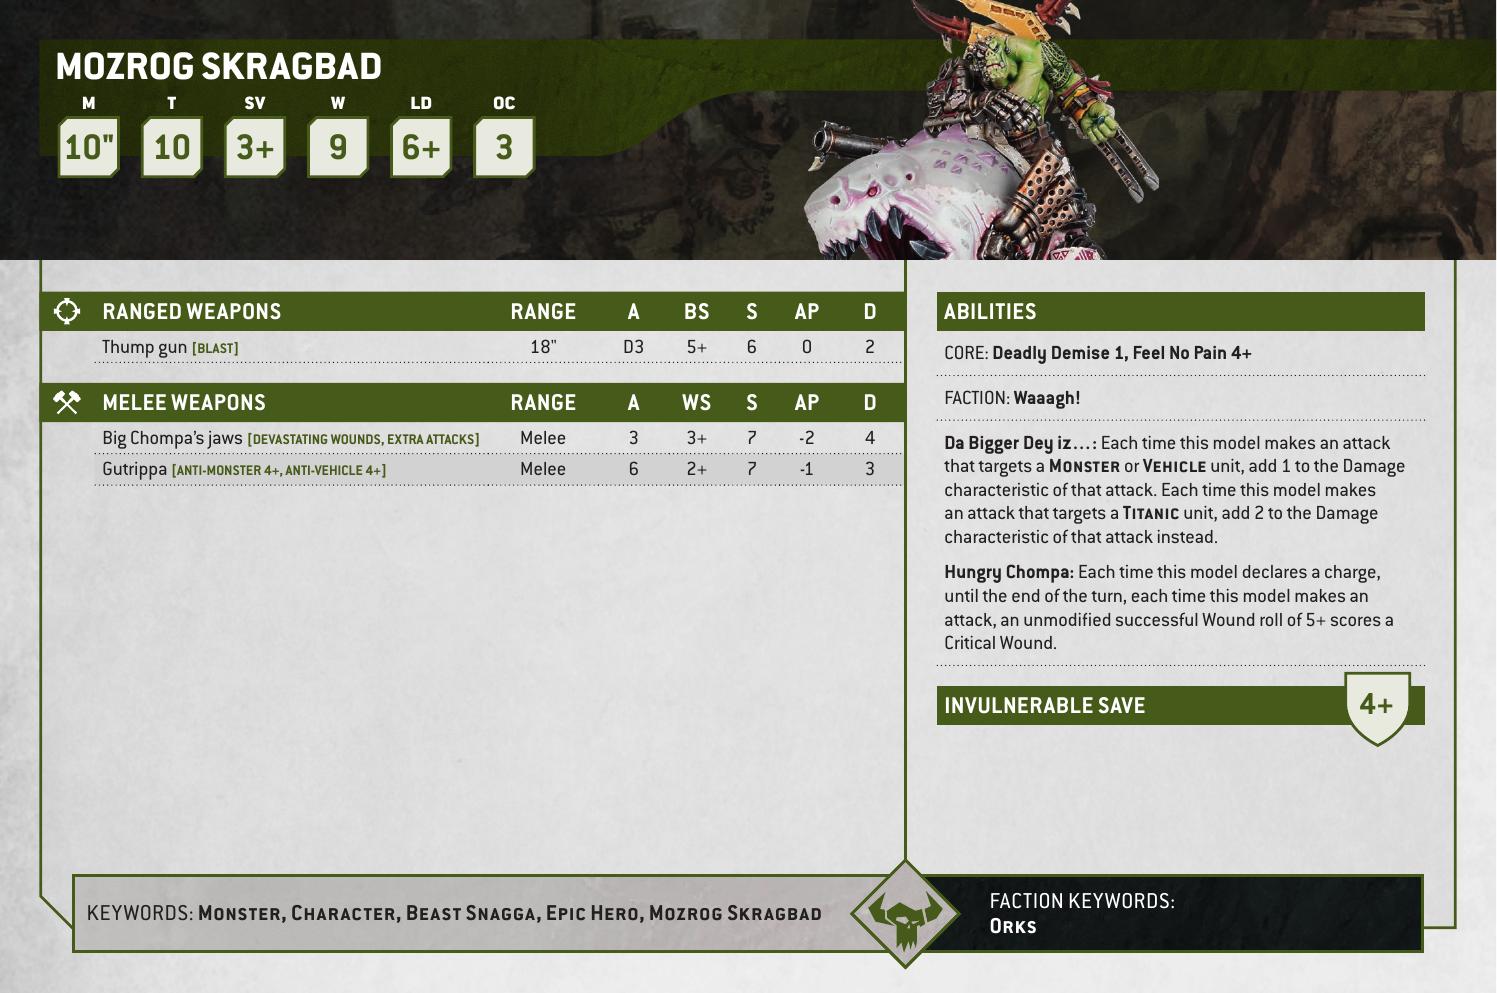 MOZROG SKRAGBAD
M T SV W LD OC
10" 10 3+ 9 6+ 3
RANGED WEAPONS RANGE A BS S AP D
Thump gun [BLAST] 18" D3 5+ 6 0 2
MELEE WEAPONS RANGE A WS S AP D
Big Chompa's jaws [DEVASTATING WOUNDS, EXTRA ATTACKS] Melee 3 3+ 7 -2 4
Gutrippa [ANTI-MONSTER 4+, ANTI-VEHICLE 4+] Melee 6 2+ 7 -1 3
ABILITIES
CORE: Deadly Demise 1, Feel No Pain 4+
FACTION: Waaagh!
Da Bigger Dey iz…: Each time this model makes an attack
that targets a MONSTER or VEHICLE unit, add 1 to the Damage
characteristic of that attack. Each time this model makes
an attack that targets a TITANIC unit, add 2 to the Damage
characteristic of that attack instead.
Hungry Chompa: Each time this model declares a charge,
until the end of the turn, each time this model makes an
attack, an unmodified successful Wound roll of 5+ scores a
Critical Wound.
INVULNERABLE SAVE 4+
KEYWORDS: MONSTER, CHARACTER, BEAST SNAGGA, EPIC HERO, MOZROG SKRAGBAD
FACTION KEYWORDS:
ORKS